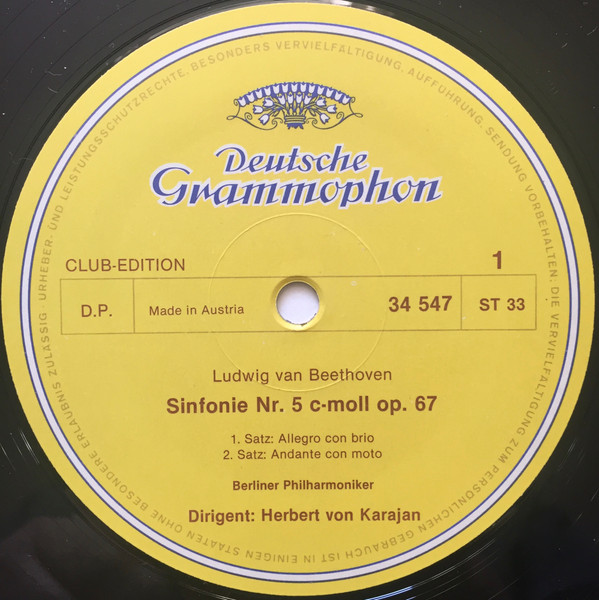 URHEBER- UND LEISTUNGSSCHUTZRECHTE, BESONDERS VERVIELFÄLTIGUNG, AUFFÜHRUNG, SENDUNG VORBEHALTEN; DIE VERVIELFÄLTIGUNG ZUM PERSÖNLICHEN GEBRAUCH IST IN EINIGEN STAATEN OHNE BESONDERE ERLAUBNIS ZULÄSSIG ·
Deutsche
Grammophon
CLUB-EDITION 1
D.P. Made in Austria 34 547 ST 33
Ludwig van Beethoven
Sinfonie Nr. 5 c-moll op. 67
1. Satz: Allegro con brio
2. Satz: Andante con moto
Berliner Philharmoniker
Dirigent: Herbert von Karajan